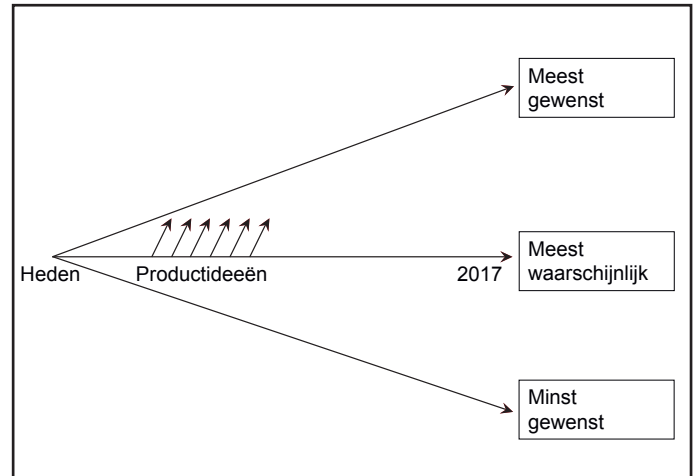 Meest
gewenst
Heden
Productideeën
2017
Meest
waarschijnlijk
Minst
gewenst